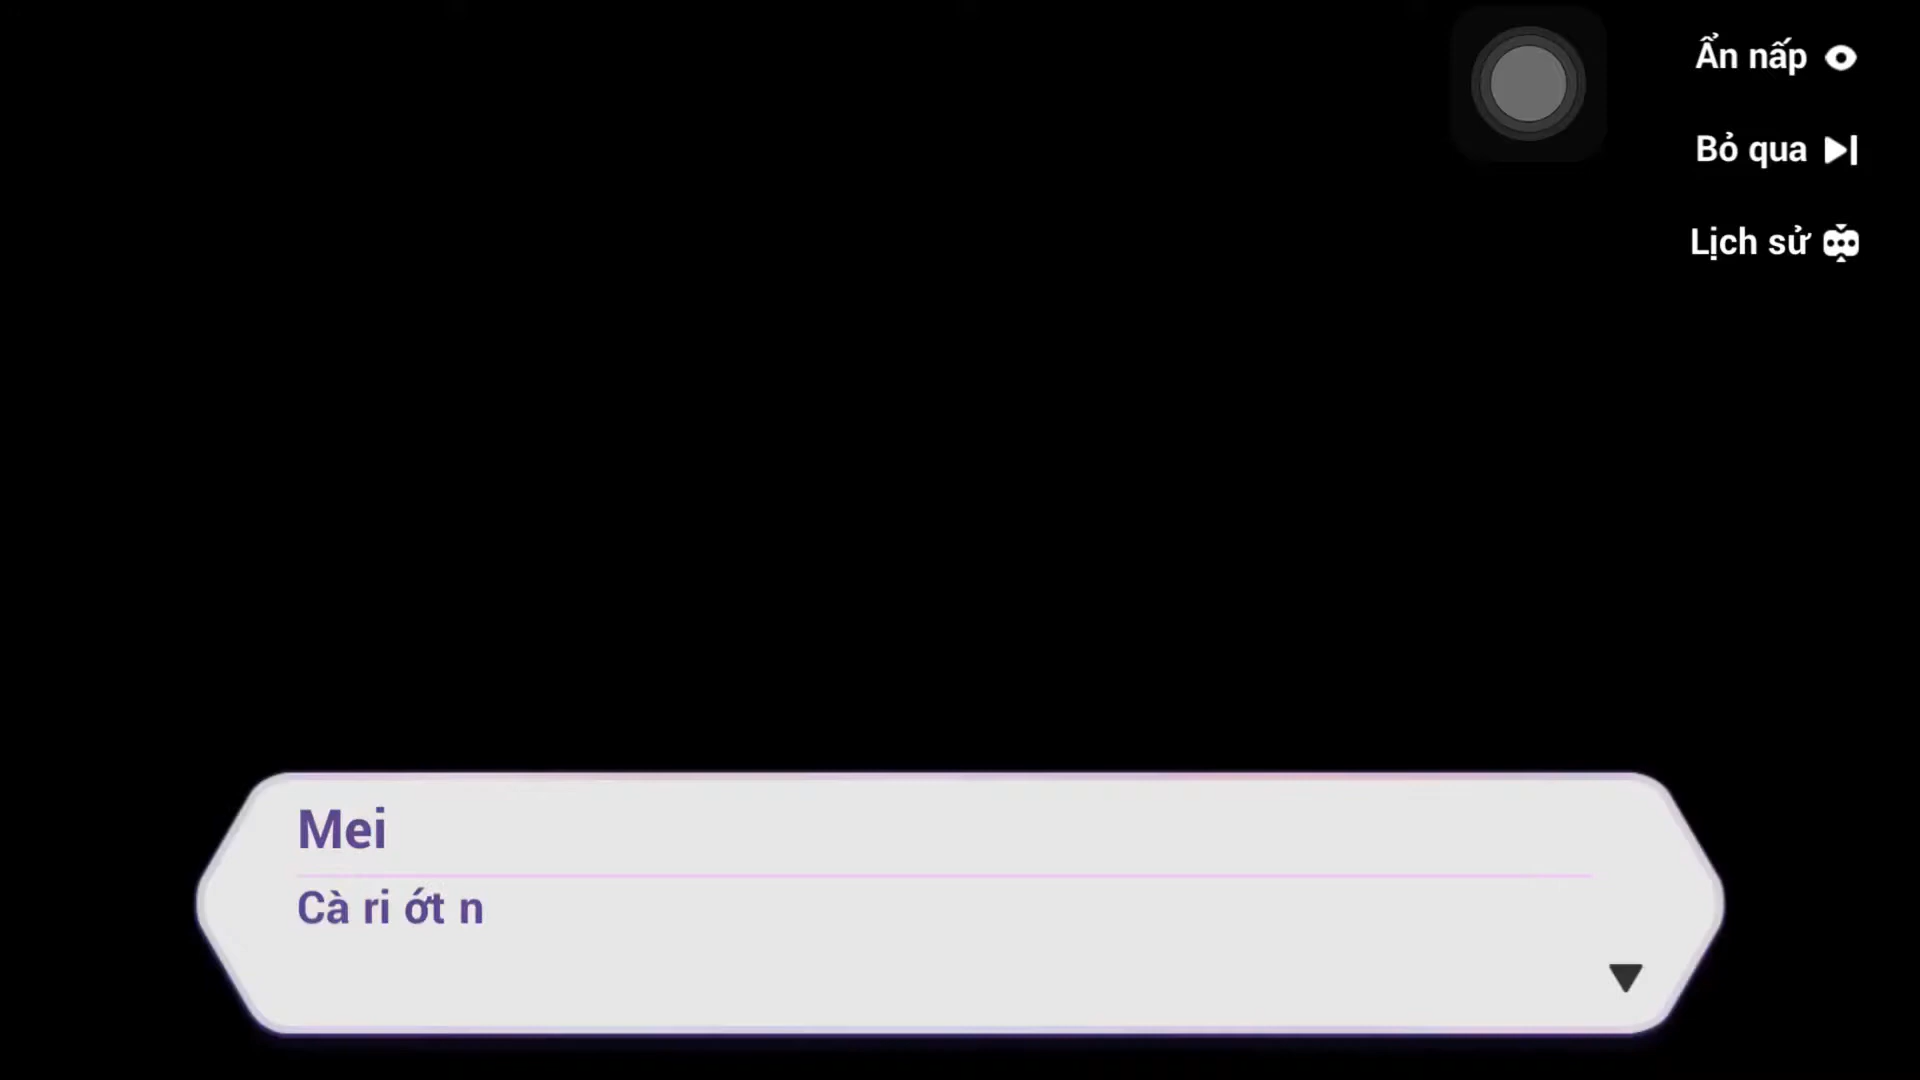 Ẩn nấp
Bỏ qua
Lịch sử
Mei
Cà ri ớt n